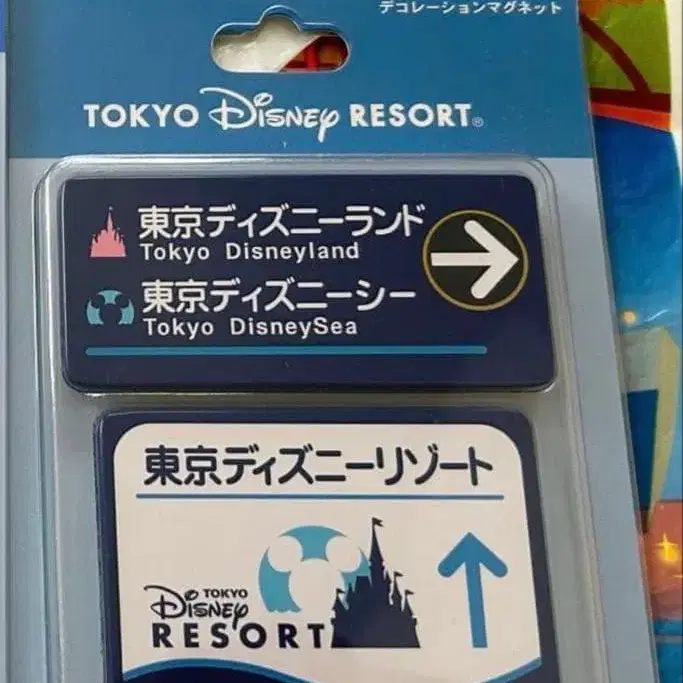 デコレーションマグネット
TOKYO Disney RESORT®
東京ディズニーランド
Tokyo Disneyland
東京ディズニーシー
Tokyo DisneySea
東京ディズニーリゾート
TOKYO
Disney
RESORT